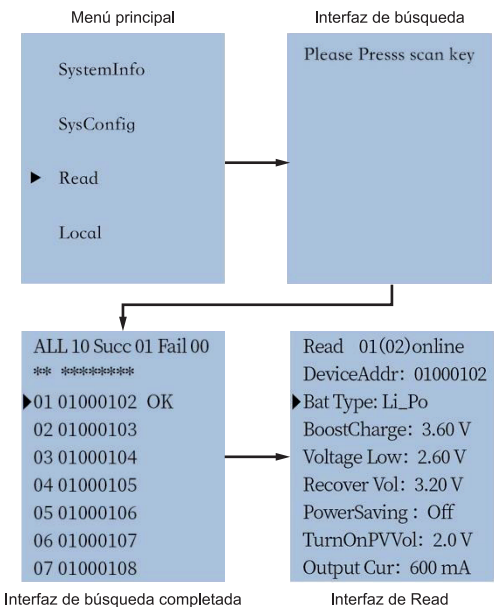 Menú principal
SystemInfo
SysConfig
Read
Local
Interfaz de búsqueda
Please Presss scan key
ALL 10 Succ 01 Fail 00
** ********
01 01000102 OK
02 01000103
03 01000104
04 01000105
05 01000106
06 01000107
07 01000108
Interfaz de búsqueda completada
Read 01(02)online
DeviceAddr: 01000102
Bat Type: Li_Po
BoostCharge: 3.60 V
Voltage Low: 2.60 V
Recover Vol: 3.20 V
PowerSaving : Off
TurnOnPVVol: 2.0 V
Output Cur: 600 mA
Interfaz de Read